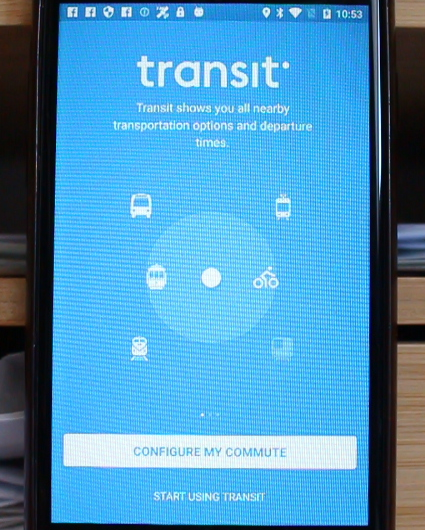 10:53
transit
Transit shows you all nearby
transportation options and departure
times.
CONFIGURE MY COMMUTE
START USING TRANSIT